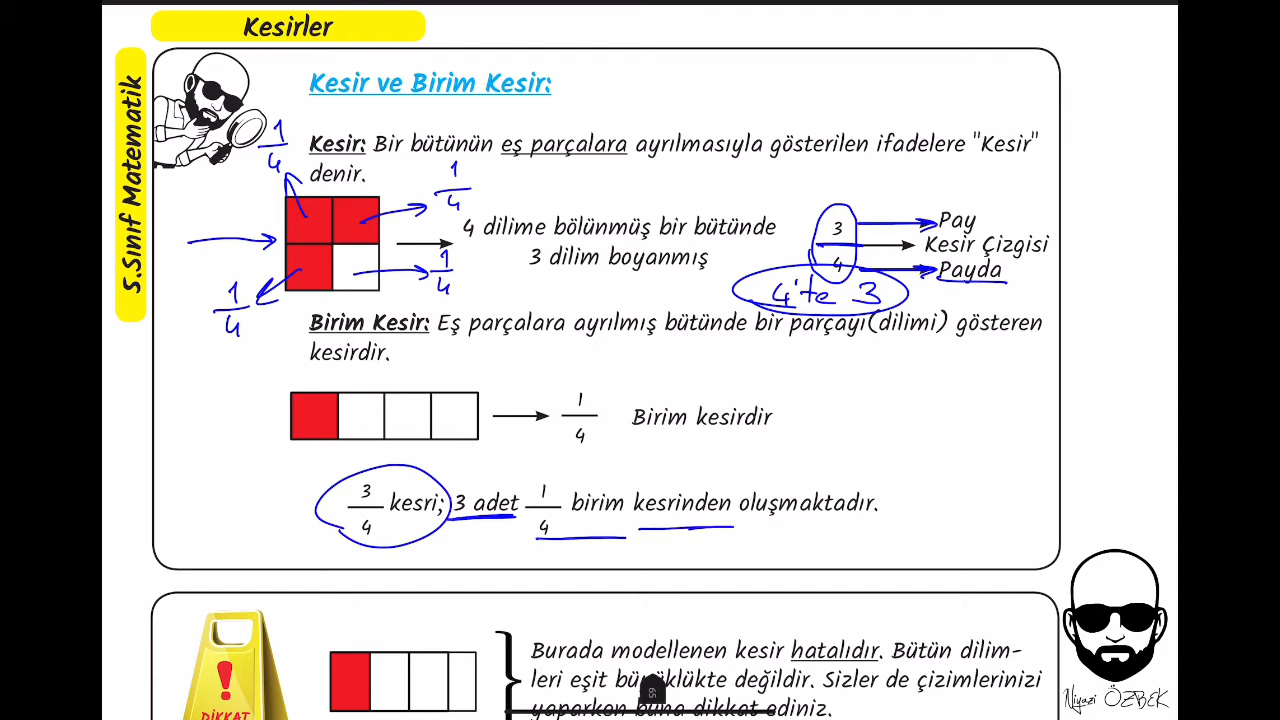 Kesirler
5.Sınıf Matematik
Kesir ve Birim Kesir:
Kesir: Bir bütünün eş parçalara ayrılmasıyla gösterilen ifadelere "Kesir"
denir.
1
4
1
4
1
4
1
4
4 dilime bölünmüş bir bütünde
3 dilim boyanmış
3
4
Pay
Kesir Çizgisi
Payda
4'te 3
Birim Kesir: Eş parçalara ayrılmış bütünde bir parçayı(dilimi) gösteren
kesirdir.
1
4
Birim kesirdir
3
4
kesri; 3 adet
1
4
birim kesrinden oluşmaktadır.
DİKKAT
Burada modellenen kesir hatalıdır. Bütün dilim-
leri eşit büyüklükte değildir. Sizler de çizimlerinizi
yaparken buna dikkat ediniz.
65
Niyazi ÖZBEK